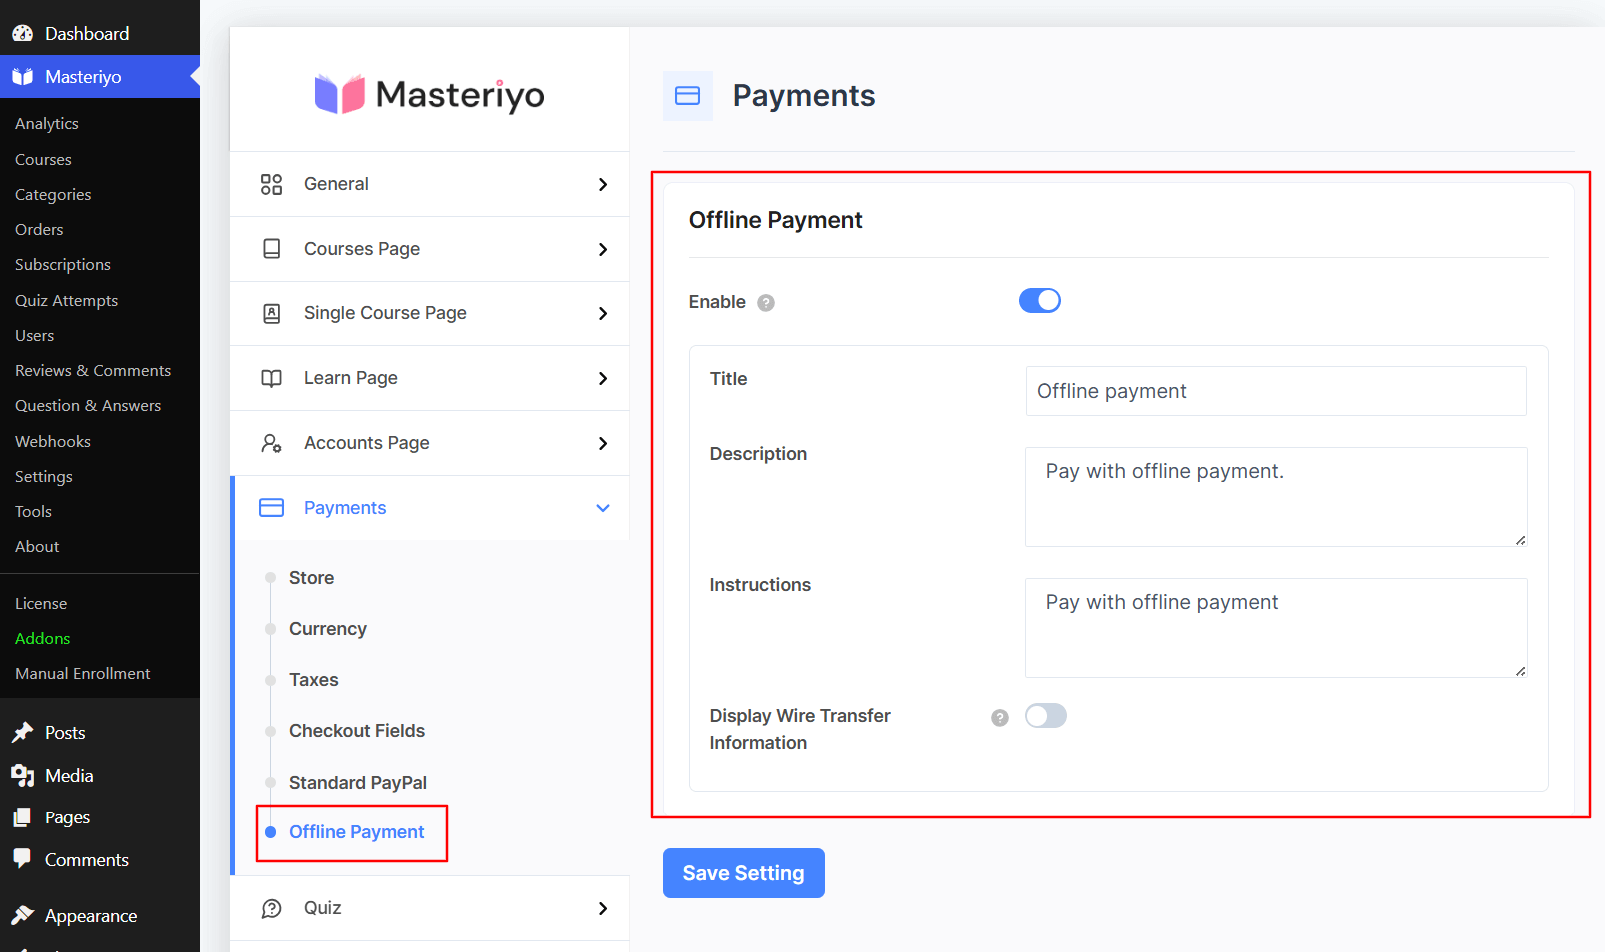 Dashboard
Masteriyo
Analytics
Courses
Categories
Orders
Subscriptions
Quiz Attempts
Users
Reviews & Comments
Question & Answers
Webhooks
Settings
Tools
About
License
Addons
Manual Enrollment
Posts
Media
Pages
Comments
Appearance
Masteriyo
General
Courses Page
Single Course Page
Learn Page
Accounts Page
Payments
Store
Currency
Taxes
Checkout Fields
Standard PayPal
Offline Payment
Quiz
Payments
Offline Payment
Enable ?
Title
Offline payment
Description
Pay with offline payment.
Instructions
Pay with offline payment
Display Wire Transfer ?
Information
Save Setting